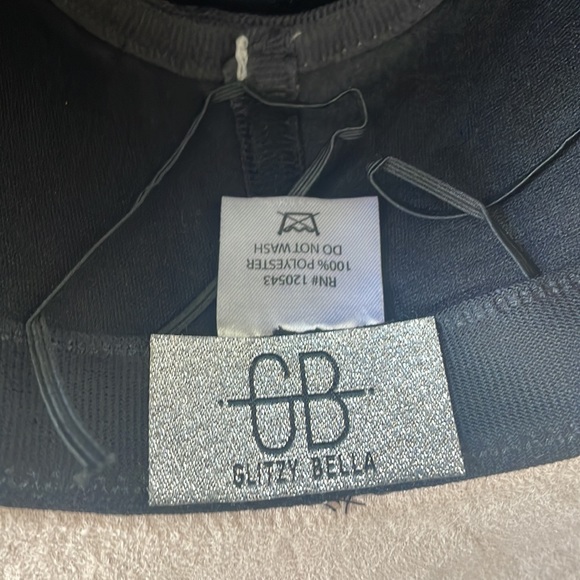 RN# 120543
100% POLYESTER
DO NOT WASH
GB
GLITZY BELLA